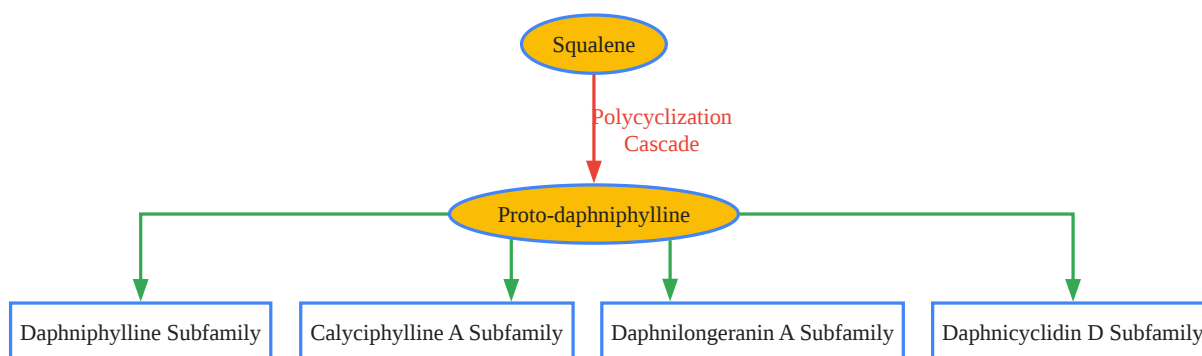 Squalene
Polycyclization
Cascade
Proto-daphniphylline
Daphniphylline Subfamily
Calyciphylline A Subfamily
Daphnilongeranin A Subfamily
Daphnicyclidin D Subfamily